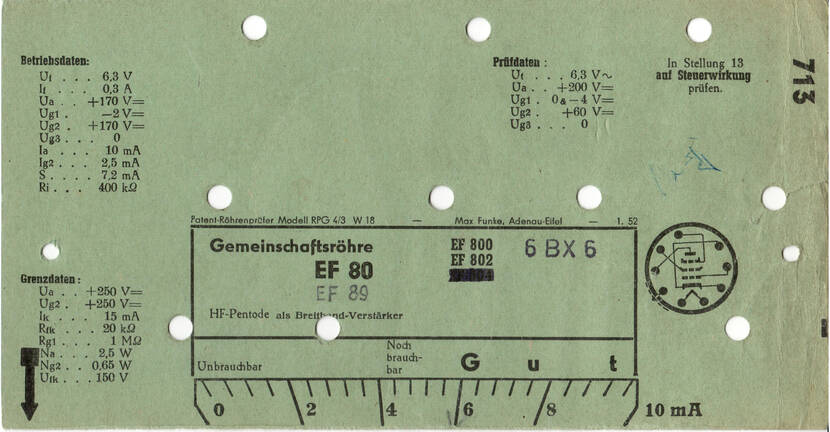 Betriebsdaten:
Uf . . . 6,3 V
If . . . 0,3 A
Ua . . +170 V=
Ug1 . . —2 V=
Ug2 . +170 V=
Ug3 . . . 0
Ia . . . 10 mA
Ig2 . . . 2,5 mA
S . . . . 7,2 mA
Ri . . . 400 kΩ
Prüfdaten :
Uf . . . 6,3 V~
Ua . . +200 V=
Ug1 . 0 & —4 V=
Ug2 . +60 V=
Ug3 . . . 0
In Stellung 13
auf Steuerwirkung
prüfen.
713
Patent-Röhrenprüfer Modell RPG 4/3 W 18 — Max Funke, Adenau-Eifel — 1. 52
Gemeinschaftsröhre
EF 80
EF 89
EF 800
EF 802
EF 804
6 BX 6
HF-Pentode als Breitband-Verstärker
Grenzdaten:
Ua . . +250 V=
Ug2 . +250 V=
Ik . . . 15 mA
Rfk . . . 20 kΩ
Rg1 . . . 1 MΩ
Na . . . 2,5 W
Ng2 . . 0,65 W
Ufk . . . 150 V
Unbrauchbar
Noch
brauch-
bar
Gut
0 2 4 6 8 10 mA